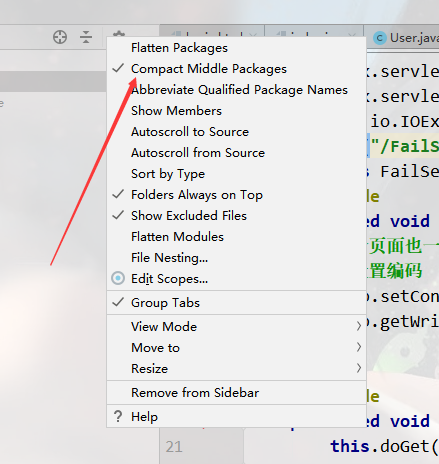 User.java
Flatten Packages
Compact Middle Packages
Abbreviate Qualified Package Names
Show Members
Autoscroll to Source
Autoscroll from Source
Sort by Type
Folders Always on Top
Show Excluded Files
Flatten Modules
File Nesting...
Edit Scopes...
Group Tabs
View Mode
Move to
Resize
Remove from Sidebar
? Help
x.servle
x.servle
io.IOEx
"/FailS
s FailSe
de
ed void
页面也一
置编码
o.setCon
o.getWri
de
ed void
21 this.doGet(